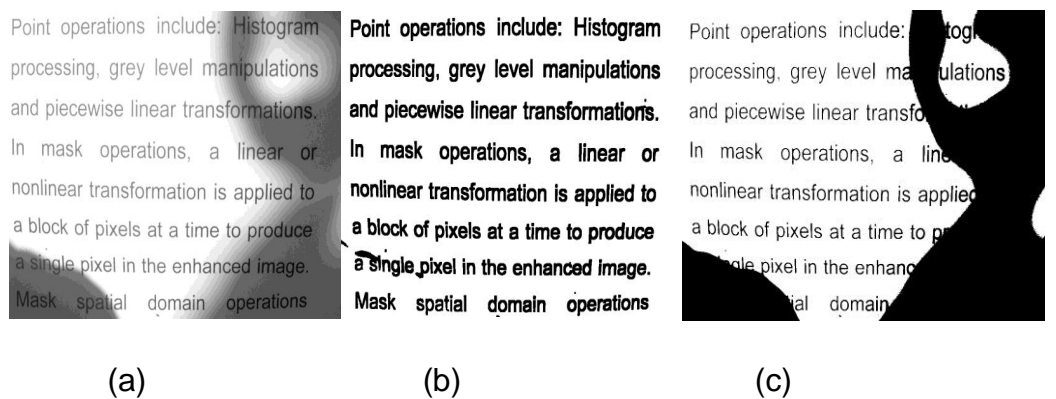 Point operations include: Histogram
processing, grey level manipulations
and piecewise linear transformations.
In mask operations, a linear or
nonlinear transformation is applied to
a block of pixels at a time to produce
a single pixel in the enhanced image.
Mask spatial domain operations
(a)
Point operations include: Histogram
processing, grey level manipulations
and piecewise linear transformations.
In mask operations, a linear or
nonlinear transformation is applied to
a block of pixels at a time to produce
a single pixel in the enhanced image.
Mask spatial domain operations
(b)
Point operations include:
processing, grey level
and piecewise linear
In mask operations, a
nonlinear transformation is applied
a block of pixels at a time to
pixel in the
domain
(c)